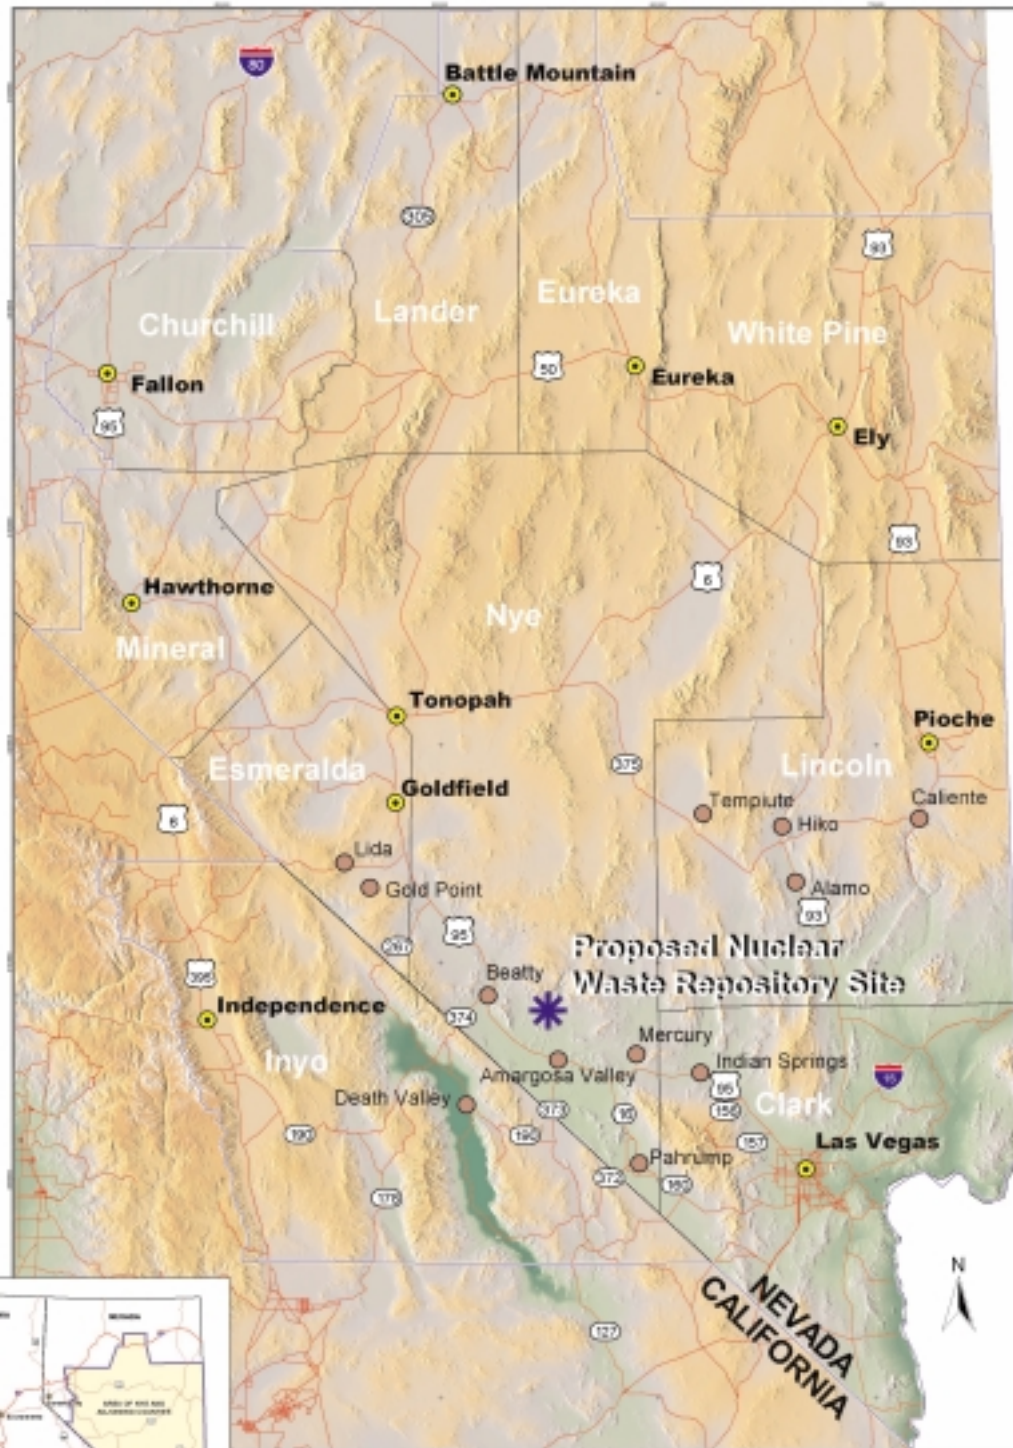 80
Battle Mountain
305
93
Eureka
Lander
Churchill
White Pine
50
Eureka
Fallon
95
Ely
93
6
Hawthorne
Nye
Mineral
Tonopah
Pioche
375
Lincoln
Esmeralda
Goldfield
Tempiute
Caliente
6
Hiko
Lida
Gold Point
Alamo
93
95
267
Proposed Nuclear
Waste Repository Site
395
Beatty
Independence
374
Mercury
Inyo
Indian Springs
Amargosa Valley
15
95
Death Valley
373
16
156
Clark
190
190
157
Las Vegas
Pahrump
372
160
178
N
NEVADA
CALIFORNIA
127
NEVADA